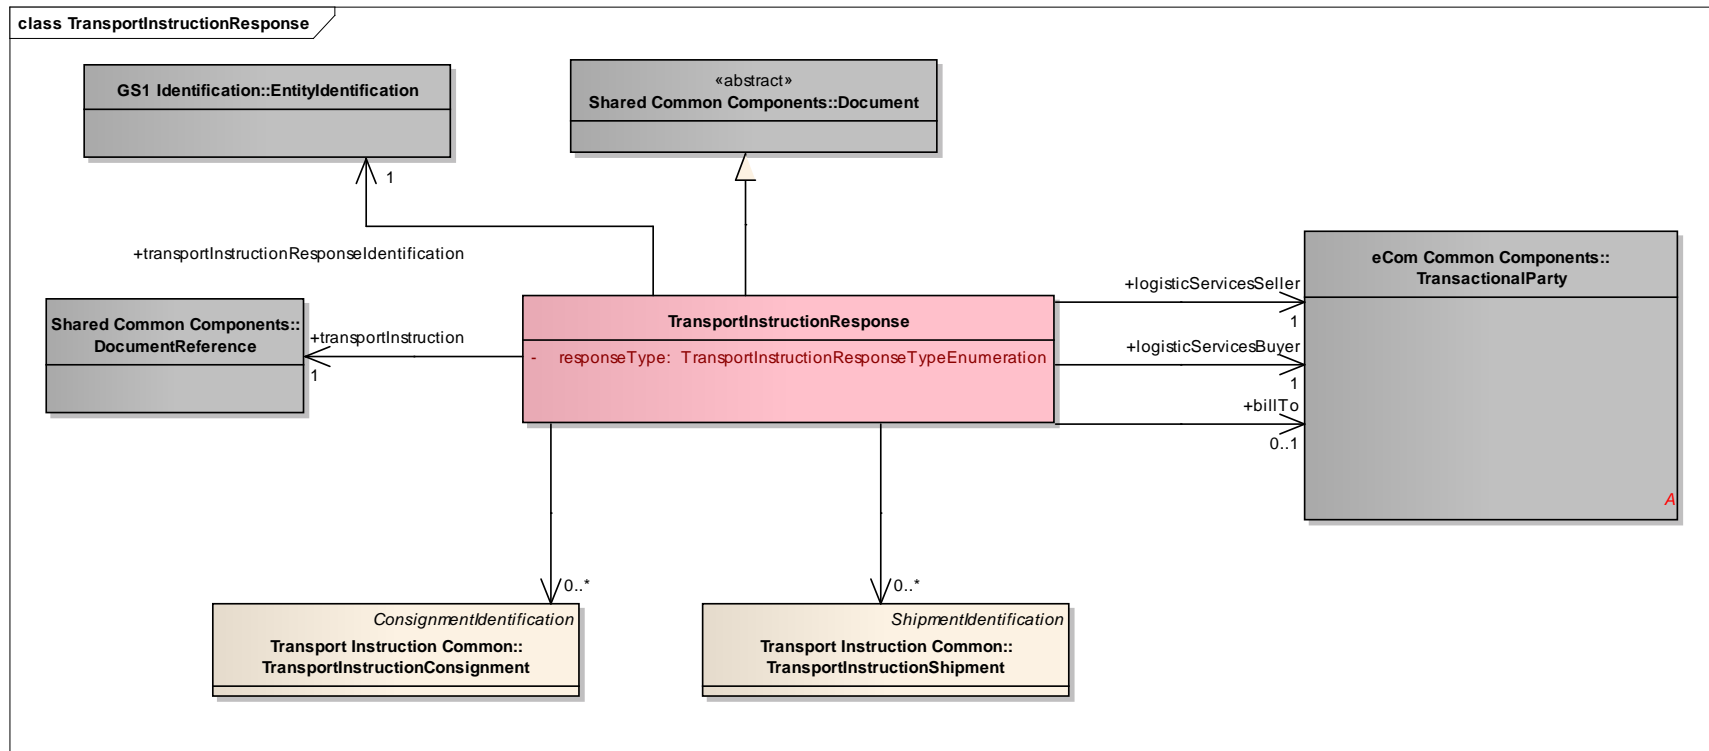 class TransportInstructionResponse
GS1 Identification::EntityIdentification
«abstract»
Shared Common Components::Document
1
+transportInstructionResponseIdentification
eCom Common Components::
TransactionalParty
A
+logisticServicesSeller
1
+logisticServicesBuyer
1
+billTo
0..1
Shared Common Components::
DocumentReference
+transportInstruction
1
TransportInstructionResponse
- responseType: TransportInstructionResponseTypeEnumeration
0..*
0..*
ConsignmentIdentification
Transport Instruction Common::
TransportInstructionConsignment
ShipmentIdentification
Transport Instruction Common::
TransportInstructionShipment